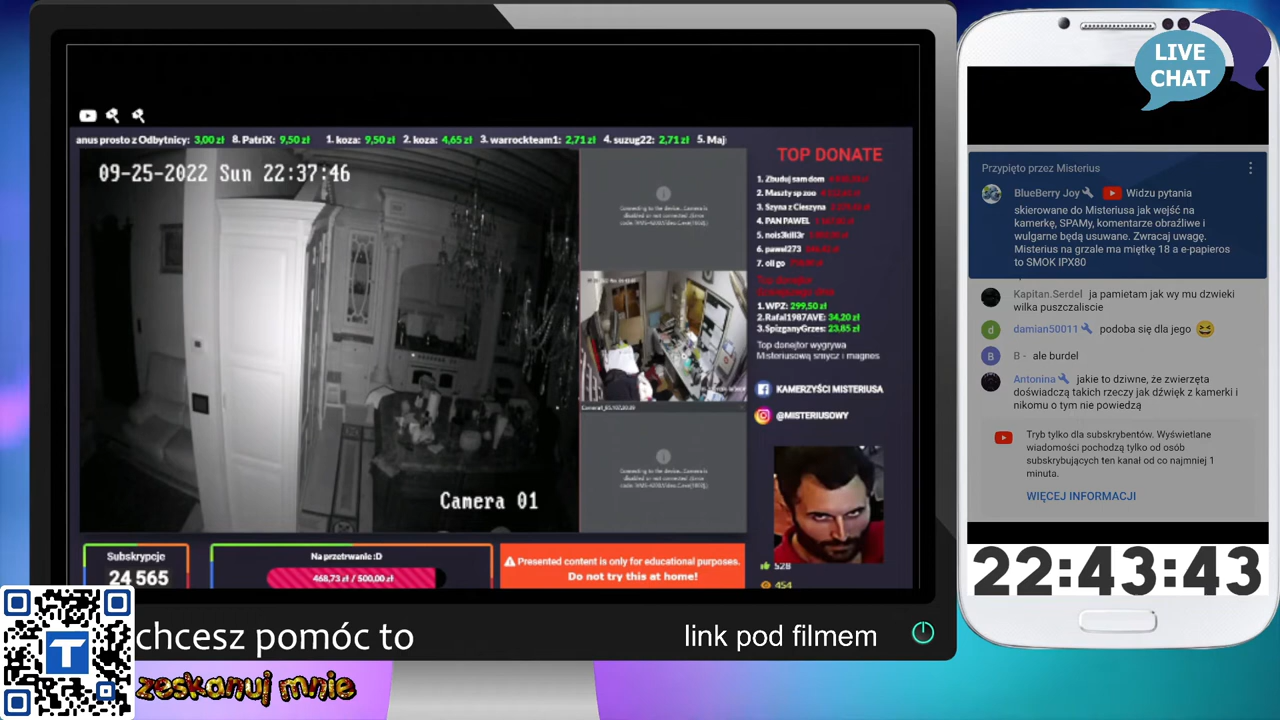 LIVE
CHAT
anus prosto z Odbytnicy: 3,00 zł 8. PatriX: 9,50 zł 1. koza: 9,50 zł 2. koza: 4,65 zł 3. warrockteam1: 2,71 zł 4. suzug22: 2,71 zł 5. Maj
09-25-2022 Sun 22:37:46
Camera 01
TOP DONATE
1. Zbuduj sam dom
2. Maszty sp zoo
3. Szyna z Cieszyna
4. PAN PAWEL
5. nois3kill3r
6. pawel273
7. oli go
1. WPZ: 299,50 zł
2. Rafal1987AVE: 34,20 zł
3. SpizganyGrzes: 23,85 zł
Top donejtor wygrywa
Misteriusową smycz i magnes
KAMERZYŚCI MISTERIUSA
@MISTERIUSOWY
528
454
Subskrypcje
24 565
Na przetrwanie :D
468,73 zł / 500,00 zł
Presented content is only for educational purposes.
Do not try this at home!
chcesz pomóc to
link pod filmem
T
zeskanuj mnie
Przypięto przez Misterius
BlueBerry Joy Widzu pytania
skierowane do Misteriusa jak wejść na
kamerkę, SPAMy, komentarze obraźliwe i
wulgarne będą usuwane. Zwracaj uwagę.
Misterius na grzale ma miętkę 18 a e-papieros
to SMOK IPX80
Kapitan.Serdel ja pamietam jak wy mu dzwieki
wilka puszczaliscie
d damian50011 podoba się dla jego
B B - ale burdel
Antonina jakie to dziwne, że zwierzęta
doświadczą takich rzeczy jak dźwięk z kamerki i
nikomu o tym nie powiedzą
Tryb tylko dla subskrybentów. Wyświetlane
wiadomości pochodzą tylko od osób
subskrybujących ten kanał od co najmniej 1
minuta.
WIĘCEJ INFORMACJI
22:43:43